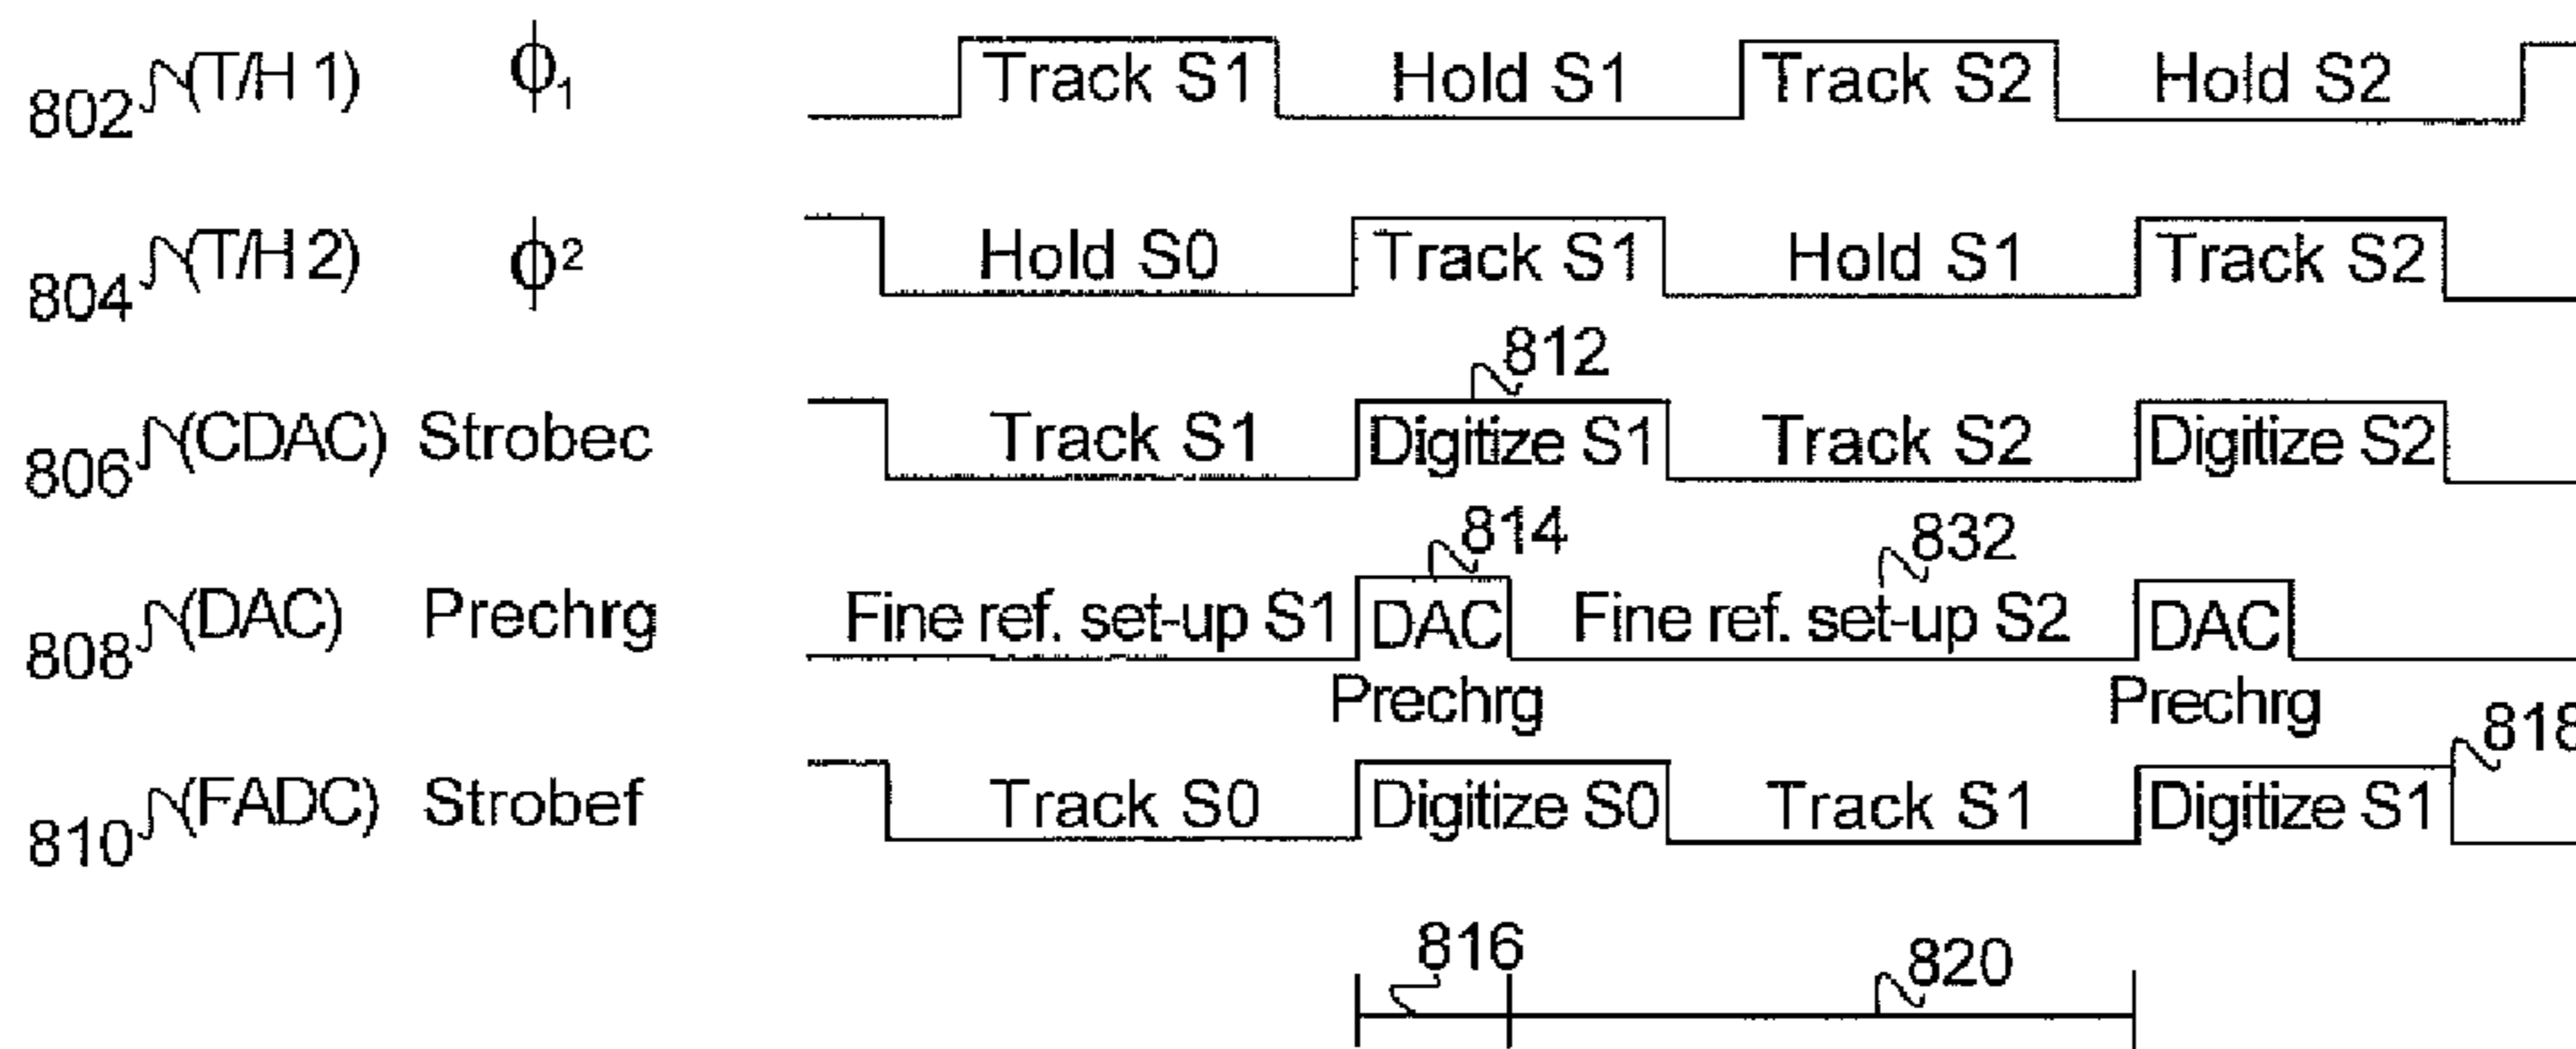 802 (T/H 1) ϕ1 Track S1 Hold S1 Track S2 Hold S2
804 (T/H 2) ϕ2 Hold S0 Track S1 Hold S1 Track S2
812
806 (CDAC) Strobec Track S1 Digitize S1 Track S2 Digitize S2
814 832
808 (DAC) Prechrg Fine ref. set-up S1 DAC Fine ref. set-up S2 DAC
Prechrg Prechrg
818
810 (FADC) Strobef Track S0 Digitize S0 Track S1 Digitize S1
816 820